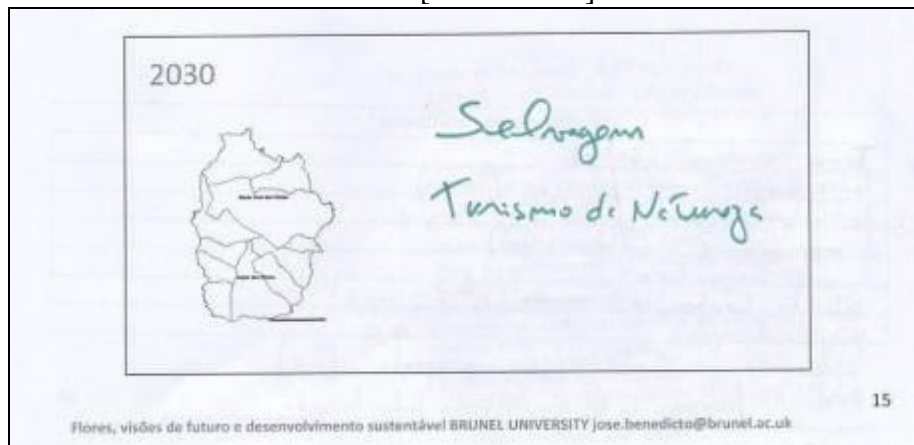 2030
Selvagem
Turismo de Natureza
15
Flores, visões de futuro e desenvolvimento sustentável BRUNEL UNIVERSITY jose.benedicto@brunel.ac.uk